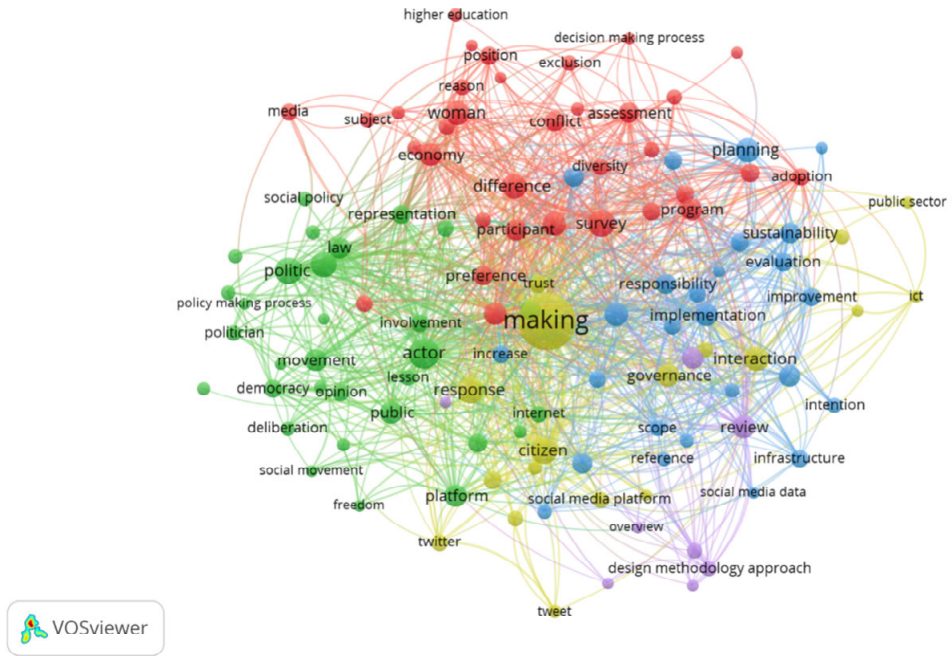 higher education
decision making process
position
exclusion
reason
media
subject
woman
conflict
assessment
economy
diversity
planning
adoption
social policy
difference
representation
public sector
participant
survey
program
law
sustainability
politic
preference
trust
responsibility
evaluation
policy making process
improvement
ict
politician
involvement
making
implementation
movement
actor
increase
interaction
lesson
governance
democracy
opinion
response
intention
deliberation
public
internet
scope
review
citizen
reference
infrastructure
social movement
platform
social media platform
social media data
freedom
overview
twitter
design methodology approach
tweet
VOSviewer